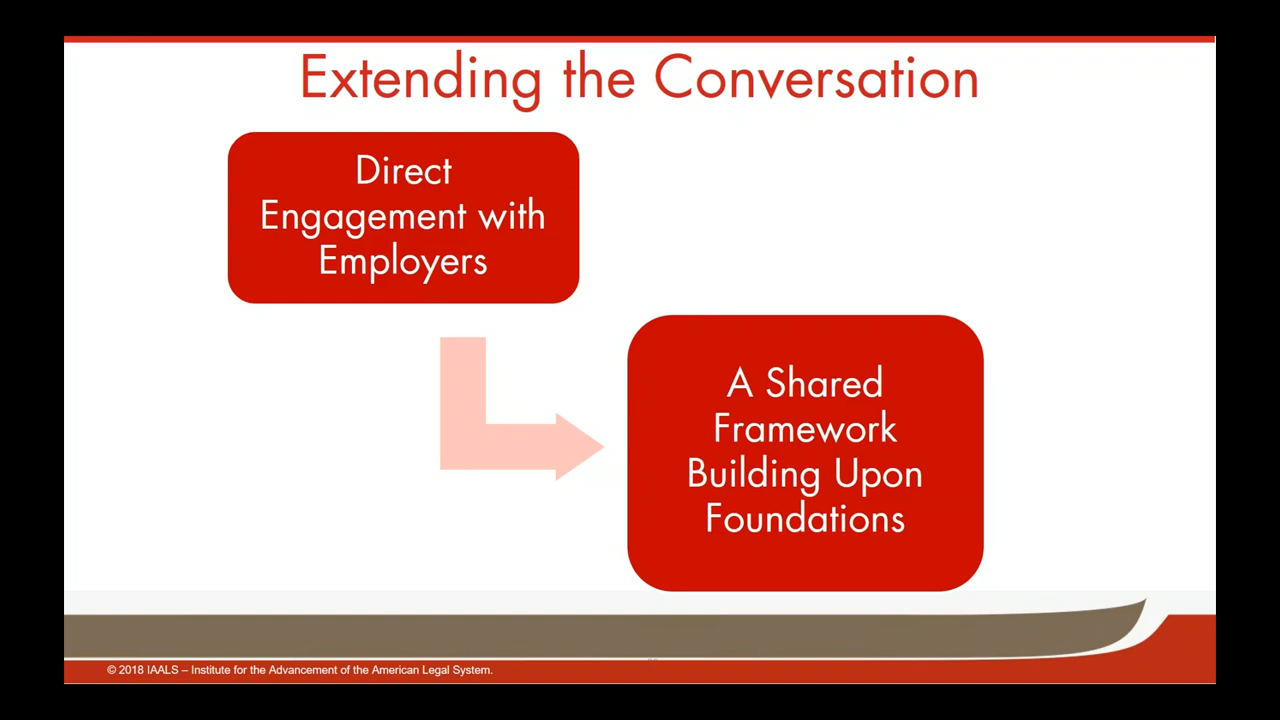 Extending the Conversation
Direct
Engagement with
Employers
A Shared
Framework
Building Upon
Foundations
© 2018 IAALS – Institute for the Advancement of the American Legal System.